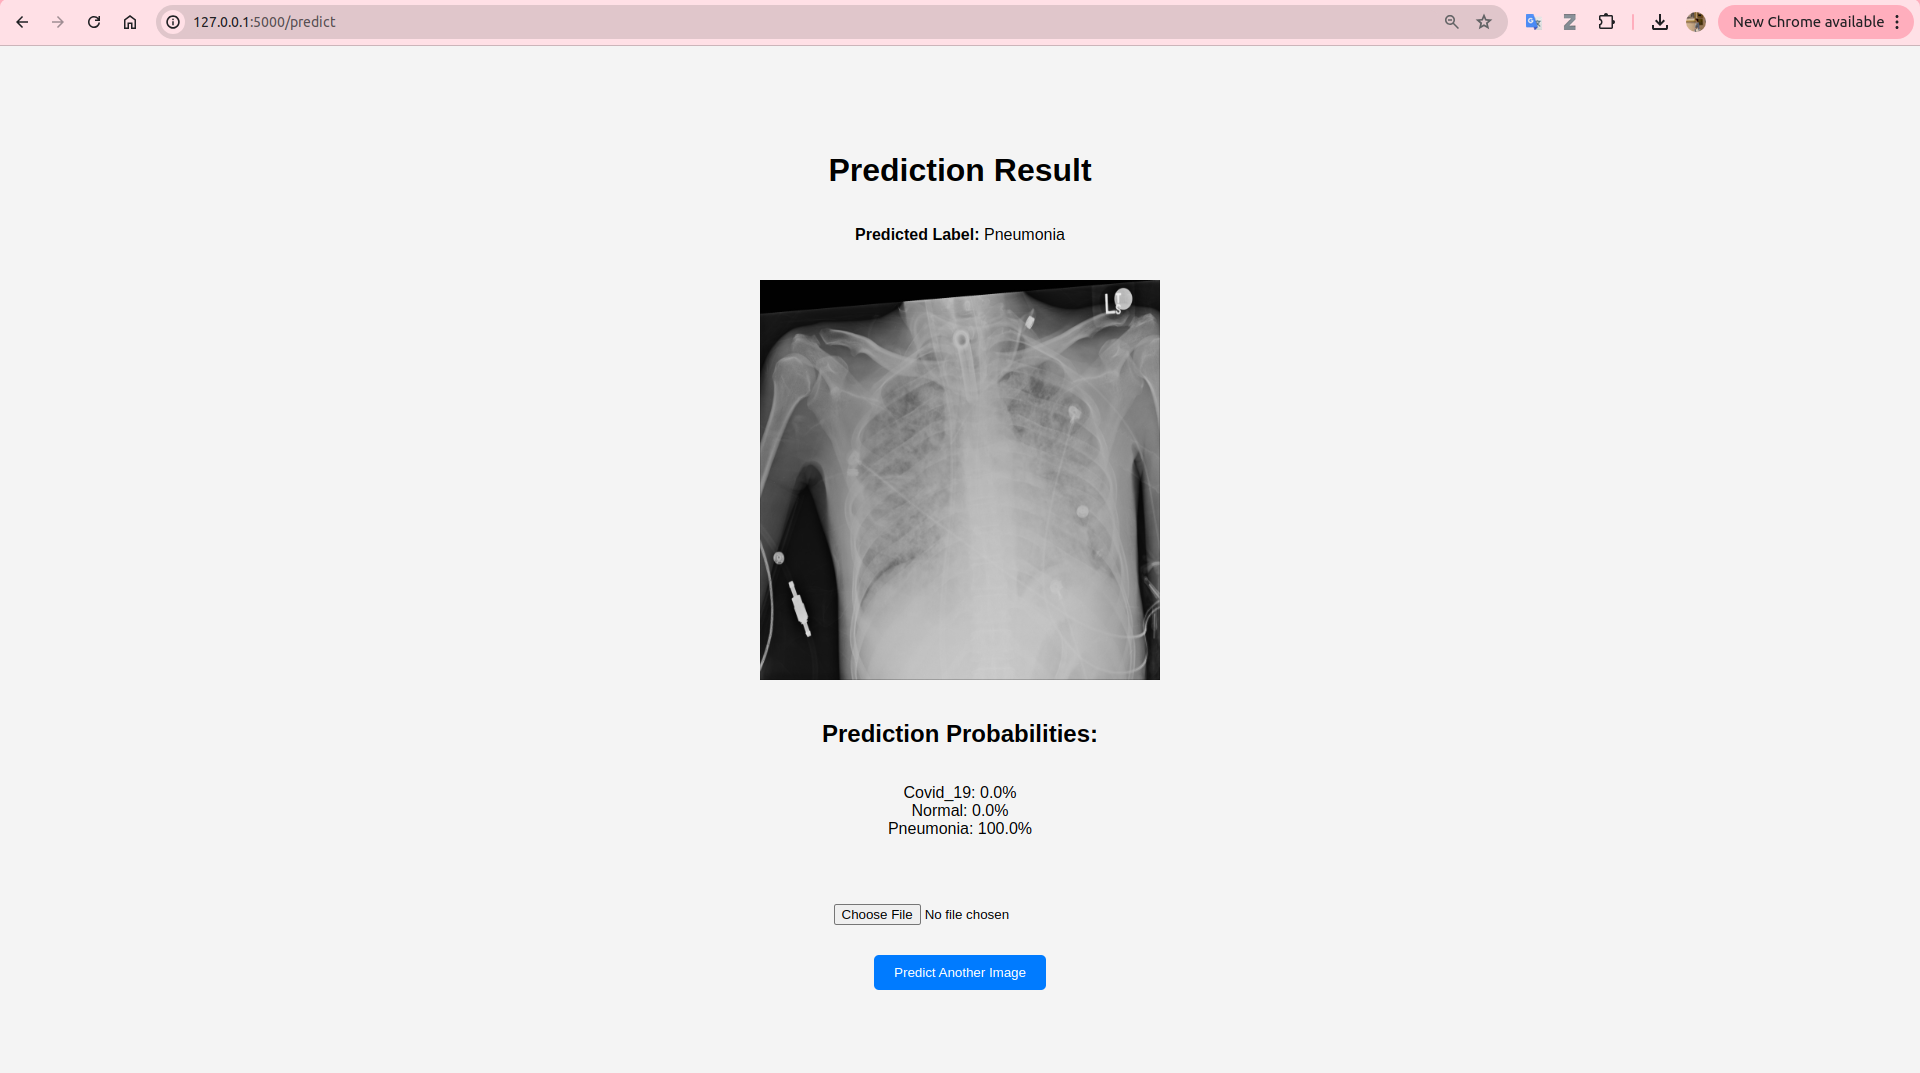 127.0.0.1:5000/predict
New Chrome available
Prediction Result
Predicted Label: Pneumonia
L
Prediction Probabilities:
Covid_19: 0.0%
Normal: 0.0%
Pneumonia: 100.0%
Choose File No file chosen
Predict Another Image